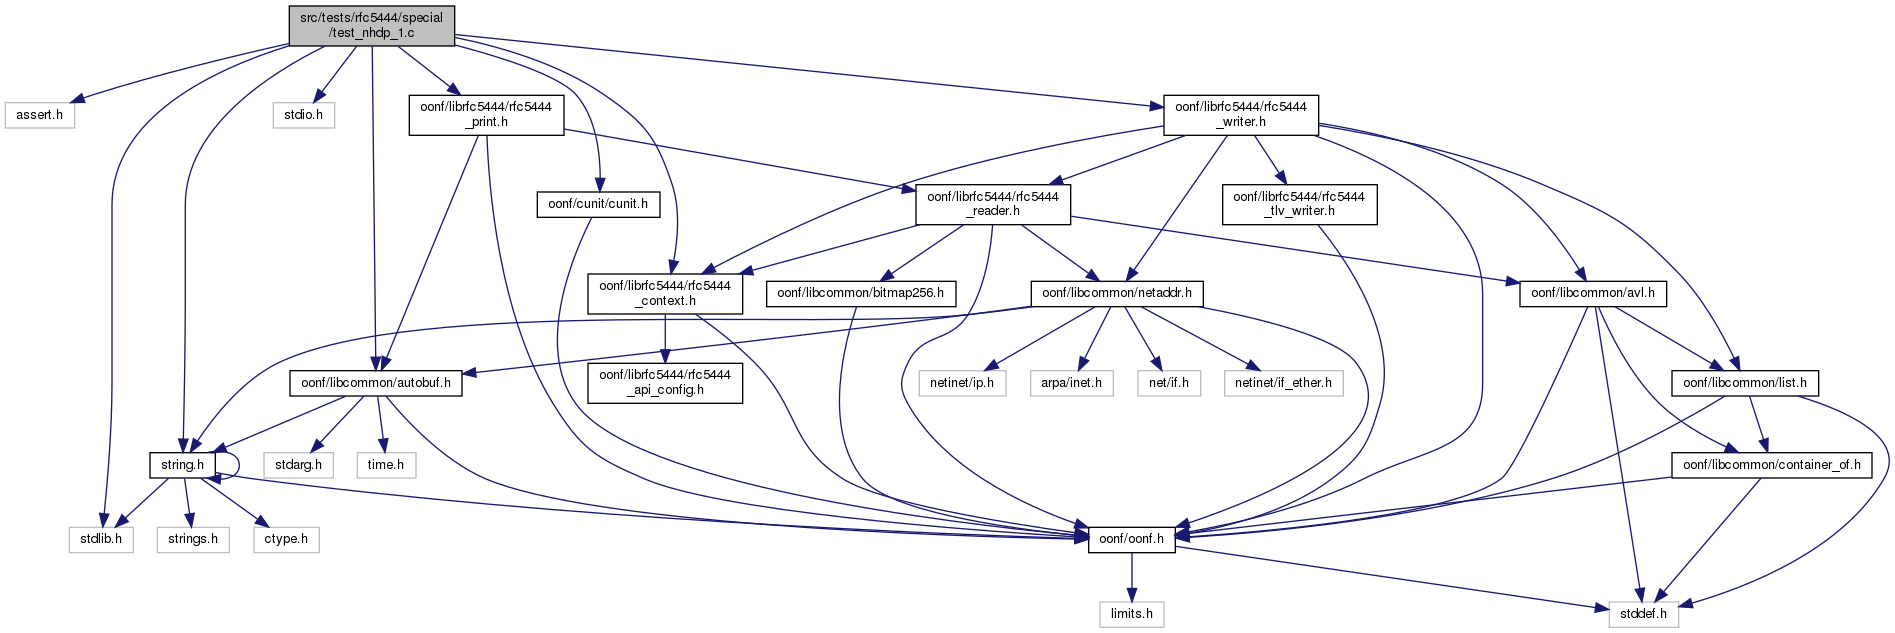 src/tests/rfc5444/special
/test_nhdp_1.c
assert.h
stdio.h
oonf/librfc5444/rfc5444
_print.h
oonf/librfc5444/rfc5444
_writer.h
oonf/cunit/cunit.h
oonf/librfc5444/rfc5444
_reader.h
oonf/librfc5444/rfc5444
_tlv_writer.h
oonf/librfc5444/rfc5444
_context.h
oonf/libcommon/bitmap256.h
oonf/libcommon/netaddr.h
oonf/libcommon/avl.h
oonf/libcommon/autobuf.h
oonf/librfc5444/rfc5444
_api_config.h
netinet/ip.h
arpa/inet.h
net/if.h
netinet/if_ether.h
oonf/libcommon/list.h
string.h
stdarg.h
time.h
oonf/libcommon/container_of.h
stdlib.h
strings.h
ctype.h
oonf/oonf.h
limits.h
stddef.h